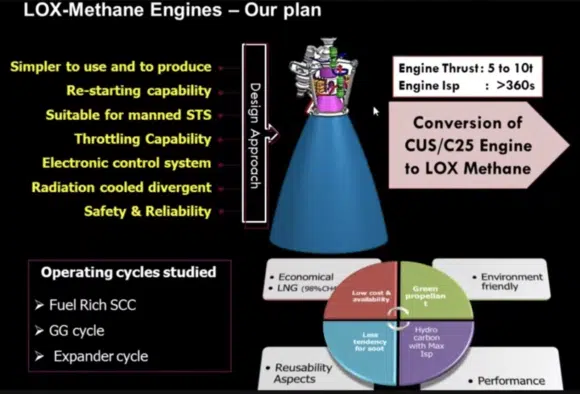 LOX-Methane Engines – Our plan
Simpler to use and to produce
Re-starting capability
Suitable for manned STS
Throttling Capability
Electronic control system
Radiation cooled divergent
Safety & Reliability
Design Approach
Engine Thrust: 5 to 10t
Engine Isp : >360s
Conversion of
CUS/C25 Engine
to LOX Methane
Operating cycles studied
➢ Fuel Rich SCC
➢ GG cycle
➢ Expander cycle
• Economical
• LNG (98%CH
• Environment
friendly
Low cost &
availability
Green
propellan
t
Less
tendency
for soot
Hydro
carbon
with Max
Isp
• Reusability
Aspects
• Performance